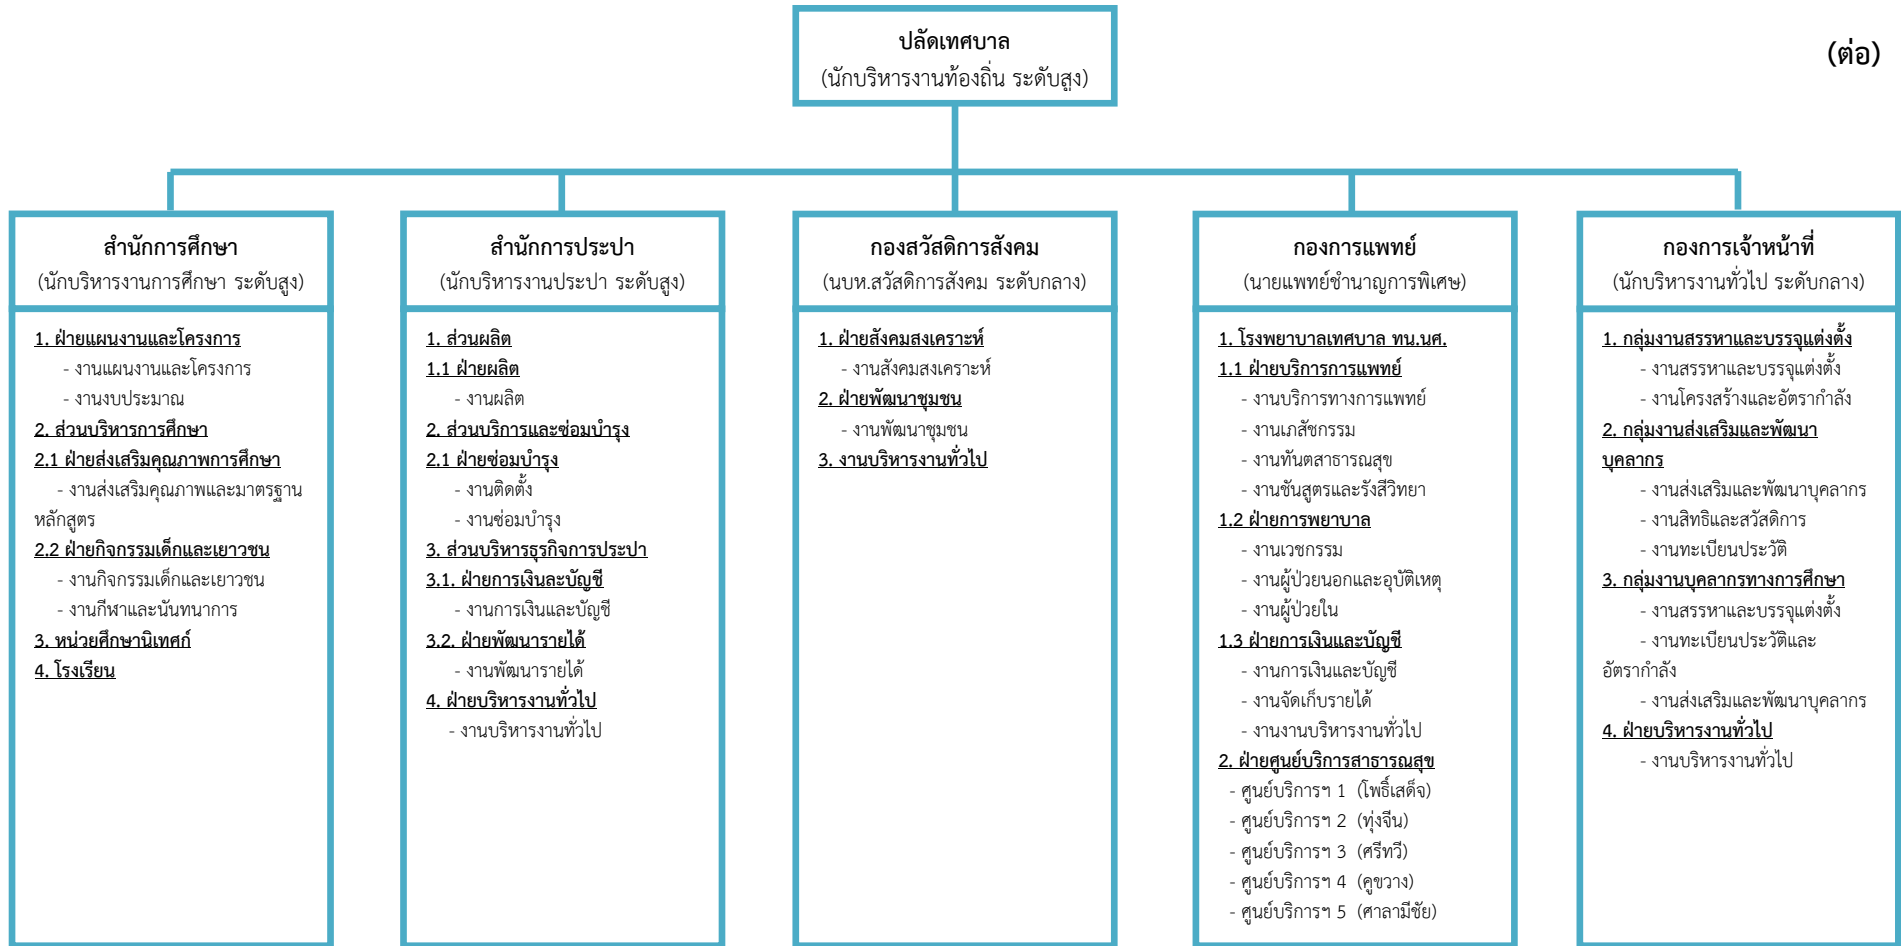 ปลัดเทศบาล
(นักบริหารงานท้องถิ่น ระดับสูง)
(ต่อ)
สำนักการศึกษา
(นักบริหารงานการศึกษา ระดับสูง)
1. ฝ่ายแผนงานและโครงการ
- งานแผนงานและโครงการ
- งานงบประมาณ
2. ส่วนบริหารการศึกษา
2.1 ฝ่ายส่งเสริมคุณภาพการศึกษา
- งานส่งเสริมคุณภาพและมาตรฐาน
หลักสูตร
2.2 ฝ่ายกิจกรรมเด็กและเยาวชน
- งานกิจกรรมเด็กและเยาวชน
- งานกีฬาและนันทนาการ
3. หน่วยศึกษานิเทศก์
4. โรงเรียน
สำนักการประปา
(นักบริหารงานประปา ระดับสูง)
1. ส่วนผลิต
1.1 ฝ่ายผลิต
- งานผลิต
2. ส่วนบริการและซ่อมบำรุง
2.1 ฝ่ายซ่อมบำรุง
- งานติดตั้ง
- งานซ่อมบำรุง
3. ส่วนบริหารธุรกิจการประปา
3.1. ฝ่ายการเงินละบัญชี
- งานการเงินและบัญชี
3.2. ฝ่ายพัฒนารายได้
- งานพัฒนารายได้
4. ฝ่ายบริหารงานทั่วไป
- งานบริหารงานทั่วไป
กองสวัสดิการสังคม
(นบห.สวัสดิการสังคม ระดับกลาง)
1. ฝ่ายสังคมสงเคราะห์
- งานสังคมสงเคราะห์
2. ฝ่ายพัฒนาชุมชน
- งานพัฒนาชุมชน
3. งานบริหารงานทั่วไป
กองการแพทย์
(นายแพทย์ชำนาญการพิเศษ)
1. โรงพยาบาลเทศบาล ทน.นศ.
1.1 ฝ่ายบริการการแพทย์
- งานบริการทางการแพทย์
- งานเภสัชกรรม
- งานทันตสาธารณสุข
- งานชันสูตรและรังสีวิทยา
1.2 ฝ่ายการพยาบาล
- งานเวชกรรม
- งานผู้ป่วยนอกและอุบัติเหตุ
- งานผู้ป่วยใน
1.3 ฝ่ายการเงินและบัญชี
- งานการเงินและบัญชี
- งานจัดเก็บรายได้
- งานงานบริหารงานทั่วไป
2. ฝ่ายศูนย์บริการสาธารณสุข
- ศูนย์บริการฯ 1 (โพธิ์เสด็จ)
- ศูนย์บริการฯ 2 (ทุ่งจีน)
- ศูนย์บริการฯ 3 (ศรีทวี)
- ศูนย์บริการฯ 4 (คูขวาง)
- ศูนย์บริการฯ 5 (ศาลามีชัย)
กองการเจ้าหน้าที่
(นักบริหารงานทั่วไป ระดับกลาง)
1. กลุ่มงานสรรหาและบรรจุแต่งตั้ง
- งานสรรหาและบรรจุแต่งตั้ง
- งานโครงสร้างและอัตรากำลัง
2. กลุ่มงานส่งเสริมและพัฒนา
บุคลากร
- งานส่งเสริมและพัฒนาบุคลากร
- งานสิทธิและสวัสดิการ
- งานทะเบียนประวัติ
3. กลุ่มงานบุคลากรทางการศึกษา
- งานสรรหาและบรรจุแต่งตั้ง
- งานทะเบียนประวัติและ
อัตรากำลัง
- งานส่งเสริมและพัฒนาบุคลากร
4. ฝ่ายบริหารงานทั่วไป
- งานบริหารงานทั่วไป